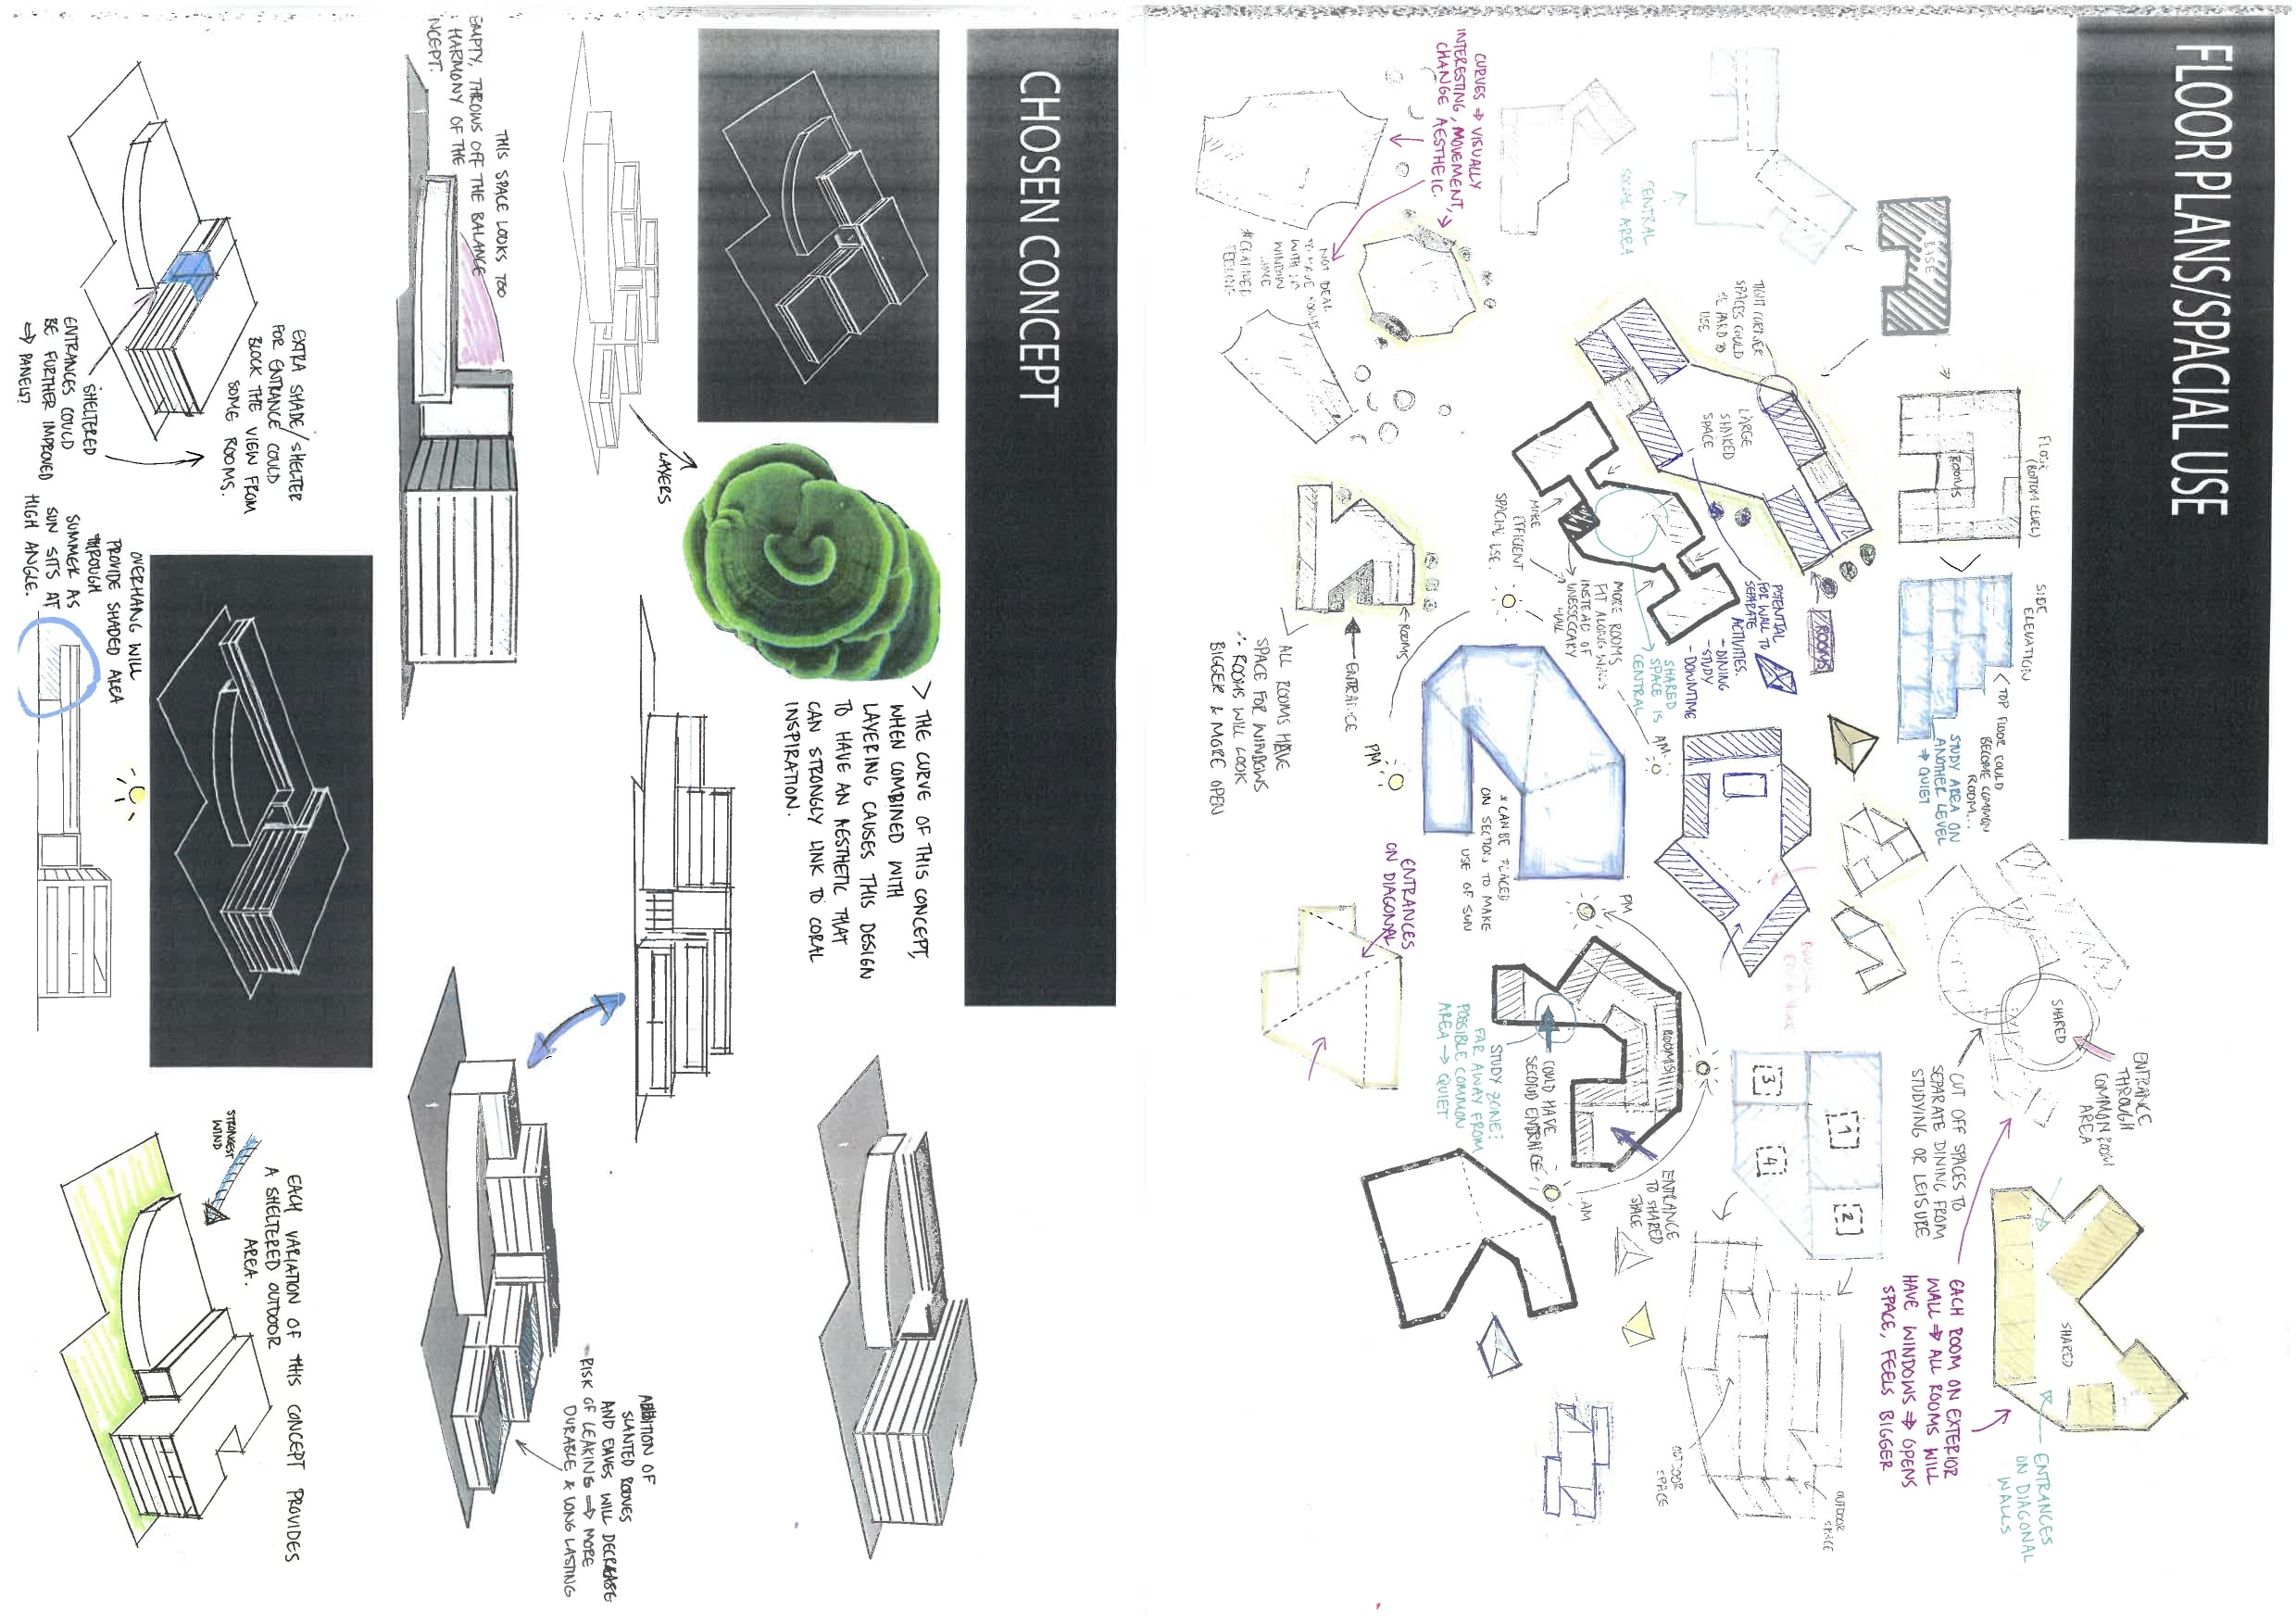 FLOOR PLANS/SPACIAL USE
ENTRANCE
THROUGH
COMMON ROOM
AREA
SHARED
SHARED
ENTRANCES
ON DIAGONAL
WALLS
(BOTTOM LEVEL)
ROOMS
SIDE
ELEVATION
TOP FLOOR COULD
BECOME COMMON
ROOM...
STUDY AREA ON
ANOTHER LEVEL
⇒ QUIET
CUT OFF SPACES TO
SEPARATE DINING FROM
STUDYING OR LEISURE
EACH ROOM ON EXTERIOR
WALL ⇒ ALL ROOMS WILL
HAVE WINDOWS ⇒ OPENS
SPACE, FEELS BIGGER
BASE
ROOMS
1
2
3
4
OUTDOOR
SPACE
OUTDOOR
SPACE
TIGHT CORNER
SPACES COULD
BE HARD TO
USE
LARGE
SHARED
SPACE
POTENTIAL
FOR WALL TO
SEPARATE
ACTIVITIES.
- DINING
- STUDY
- DOWNTIME
SHARED
SPACE IS
CENTRAL
CENTRAL
SOCIAL AREA
AM
MORE ROOMS
FIT ALONG WALLS
INSTEAD OF
UNESSECCARY
HALL
MORE
EFFICIENT
SPACIAL USE.
ROOMS
ENTRANCE
TO SHARED
SPACE
PM
AM
COULD HAVE
SECOND ENTRANCE
STUDY ZONE?
FAR AWAY FROM
POSSIBLE COMMON
AREA → QUIET
* CAN BE PLACED
ON SECTION TO MAKE
USE OF SUN
CURVES ⇒ VISUALLY
INTERESTING, MOVEMENT,
CHANGE AESTHEIC.
ROOMS
ENTRANCE
PM
ENTRANCES
ON DIAGONAL
NOT IDEAL
TO HAVE ROOMS
WITH NO
WINDOW
SPACE
* CRAMPED
FEELING
ALL ROOMS HAVE
SPACE FOR WINDOWS
∴ ROOMS WILL LOOK
BIGGER & MORE OPEN
CHOSEN CONCEPT
> THE CURVE OF THIS CONCEPT,
WHEN COMBINED WITH
LAYERING CAUSES THIS DESIGN
TO HAVE AN AESTHETIC THAT
CAN STRONGLY LINK TO CORAL
INSPIRATION.
LAYERS
ADDITION OF
SLANTED ROOVES
AND EAVES WILL DECREASE
RISK OF LEAKING ⇒ MORE
DURABLE & LONG LASTING
THIS SPACE LOOKS TOO
EMPTY, THROWS OFF THE BALANCE
: HARMONY OF THE
NCEPT.
EXTRA SHADE/SHELTER
FOR ENTRANCE COULD
BLOCK THE VIEW FROM
SOME ROOMS.
EACH VARIATION OF THIS CONCEPT PROVIDES
A SHELTERED OUTDOOR
AREA.
STRONGEST
WIND
SHELTERED
ENTRANCES COULD
BE FURTHER IMPROVED
⇒ PANELS?
OVERHANG WILL
PROVIDE SHADED AREA
THROUGH
SUMMER AS
SUN SITS AT
HIGH ANGLE.